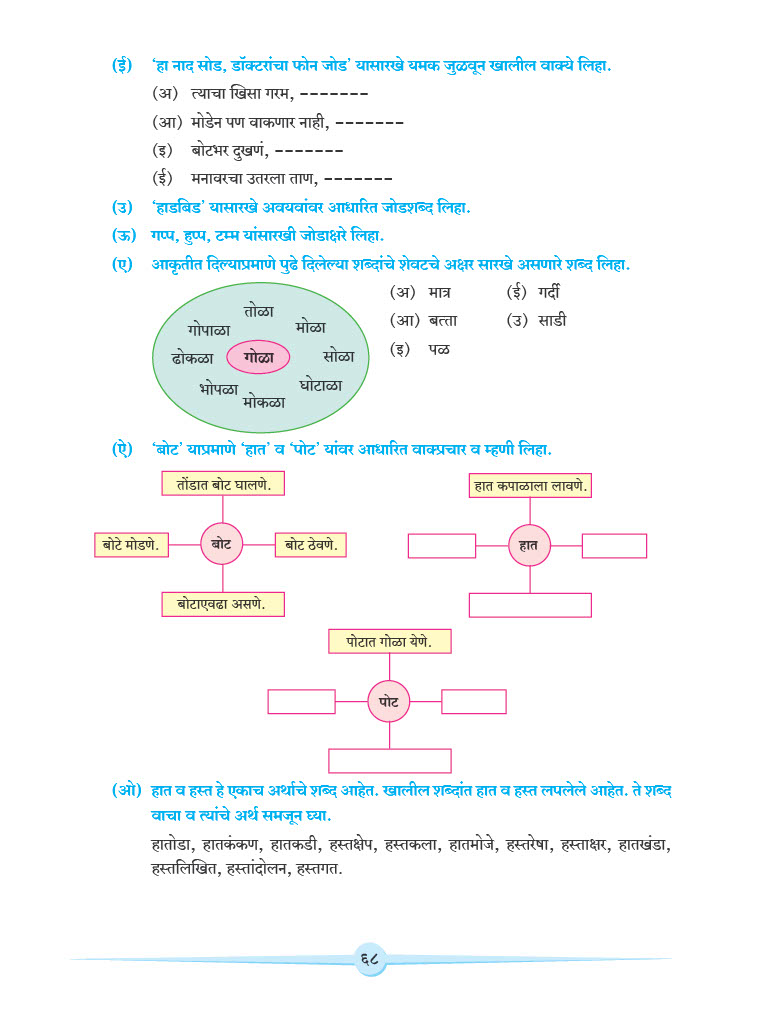 (ई) ‘हा नाद सोड, डॉक्टरांचा फोन जोड’ यासारखे यमक जुळवून खालील वाक्ये लिहा.
(अ) त्याचा खिसा गरम, −−−−−−−
(आ) मोडेन पण वाकणार नाही, −−−−−−−
(इ) बोटभर दुखणं, −−−−−−−
(ई) मनावरचा उतरला ताण, −−−−−−−
(उ) ‘हाडबिड’ यासारखे अवयवांवर आधारित जोडशब्द लिहा.
(ऊ) गप्प, हुप्प, टम्म यांसारखी जोडाक्षरे लिहा.
(ए) आकृतीत दिल्याप्रमाणे पुढे दिलेल्या शब्दांचे शेवटचे अक्षर सारखे असणारे शब्द लिहा.
तोळा
गोपाळा
मोळा
ढोकळा
गोळा
सोळा
भोपळा
घोटाळा
मोकळा
(अ) मात्र (ई) गर्दी
(आ) बत्ता (उ) साडी
(इ) पळ
(ऐ) ‘बोट’ याप्रमाणे ‘हात’ व ‘पोट’ यांवर आधारित वाक्प्रचार व म्हणी लिहा.
तोंडात बोट घालणे.
बोटे मोडणे.
बोट
बोट ठेवणे.
बोटाएवढा असणे.
हात कपाळाला लावणे.
हात
पोटात गोळा येणे.
पोट
(ओ) हात व हस्त हे एकाच अर्थाचे शब्द आहेत. खालील शब्दांत हात व हस्त लपलेले आहेत. ते शब्द
वाचा व त्यांचे अर्थ समजून घ्या.
हातोडा, हातकंकण, हातकडी, हस्तक्षेप, हस्तकला, हातमोजे, हस्तरेषा, हस्ताक्षर, हातखंडा,
हस्तलिखित, हस्तांदोलन, हस्तगत.
६८